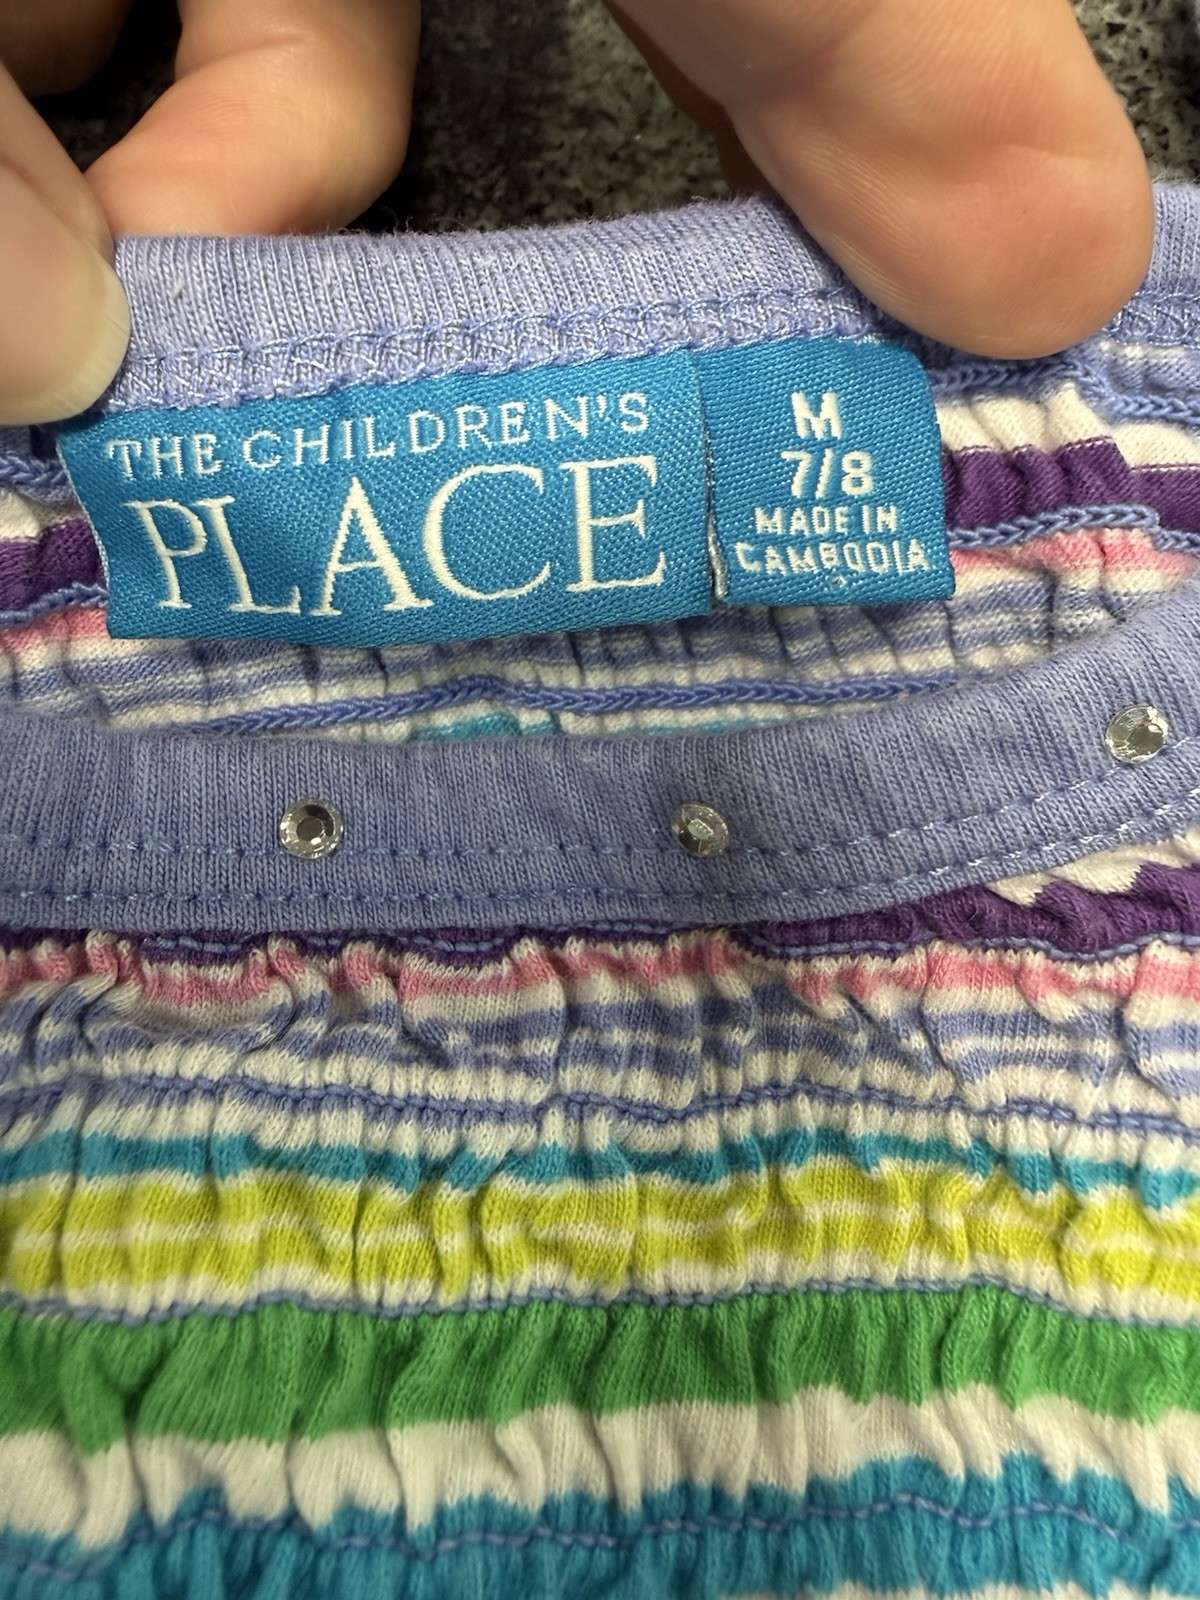 THE CHILDREN'S
PLACE
M
7/8
MADE IN
CAMBODIA